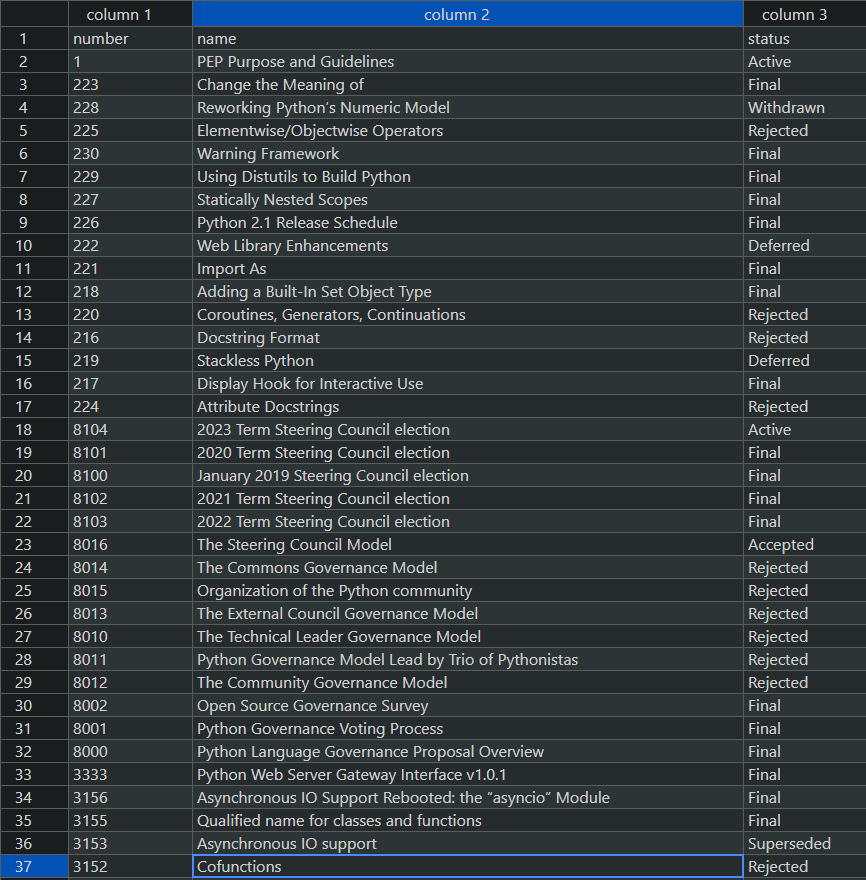 column 1 column 2 column 3
1 number name status
2 1 PEP Purpose and Guidelines Active
3 223 Change the Meaning of Final
4 228 Reworking Python’s Numeric Model Withdrawn
5 225 Elementwise/Objectwise Operators Rejected
6 230 Warning Framework Final
7 229 Using Distutils to Build Python Final
8 227 Statically Nested Scopes Final
9 226 Python 2.1 Release Schedule Final
10 222 Web Library Enhancements Deferred
11 221 Import As Final
12 218 Adding a Built-In Set Object Type Final
13 220 Coroutines, Generators, Continuations Rejected
14 216 Docstring Format Rejected
15 219 Stackless Python Deferred
16 217 Display Hook for Interactive Use Final
17 224 Attribute Docstrings Rejected
18 8104 2023 Term Steering Council election Active
19 8101 2020 Term Steering Council election Final
20 8100 January 2019 Steering Council election Final
21 8102 2021 Term Steering Council election Final
22 8103 2022 Term Steering Council election Final
23 8016 The Steering Council Model Accepted
24 8014 The Commons Governance Model Rejected
25 8015 Organization of the Python community Rejected
26 8013 The External Council Governance Model Rejected
27 8010 The Technical Leader Governance Model Rejected
28 8011 Python Governance Model Lead by Trio of Pythonistas Rejected
29 8012 The Community Governance Model Rejected
30 8002 Open Source Governance Survey Final
31 8001 Python Governance Voting Process Final
32 8000 Python Language Governance Proposal Overview Final
33 3333 Python Web Server Gateway Interface v1.0.1 Final
34 3156 Asynchronous IO Support Rebooted: the “asyncio” Module Final
35 3155 Qualified name for classes and functions Final
36 3153 Asynchronous IO support Superseded
37 3152 Cofunctions Rejected